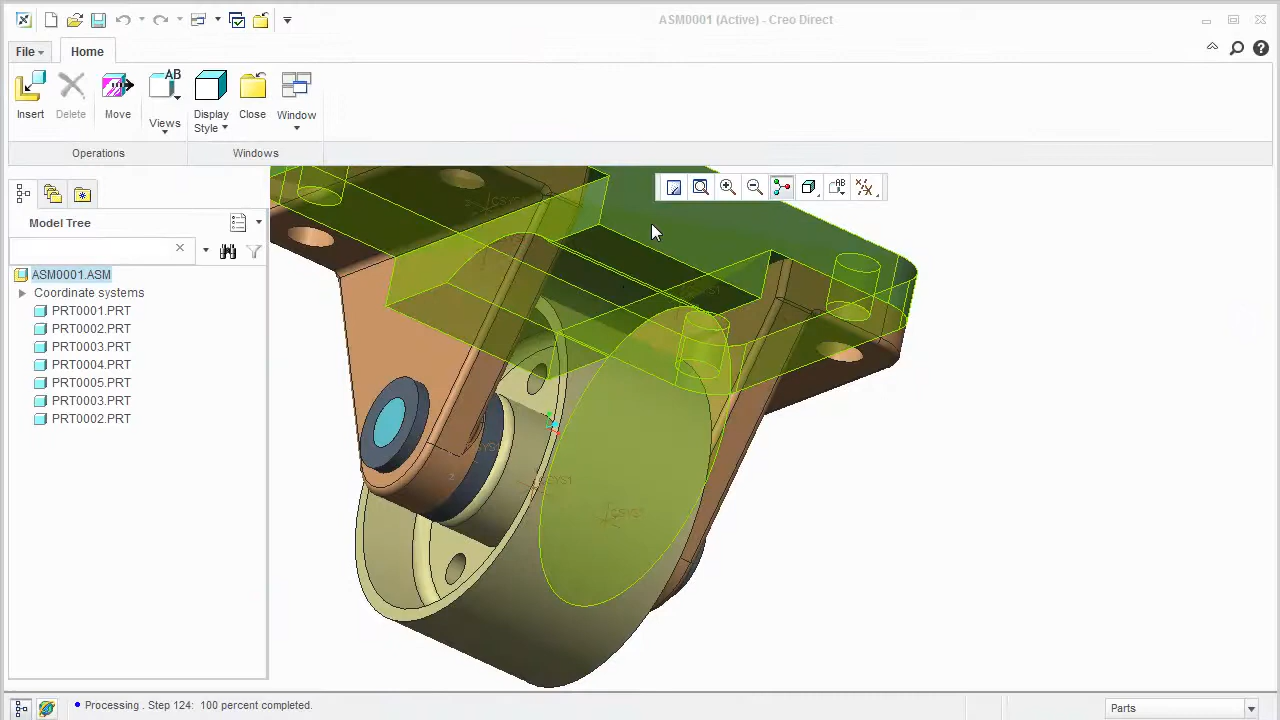 ASM0001 (Active) - Creo Direct
File Home
Insert Delete Move Views Display Style Close Window
Operations Windows
Model Tree
ASM0001.ASM
Coordinate systems
PRT0001.PRT
PRT0002.PRT
PRT0003.PRT
PRT0004.PRT
PRT0005.PRT
PRT0003.PRT
PRT0002.PRT
Processing . Step 124: 100 percent completed.
Parts